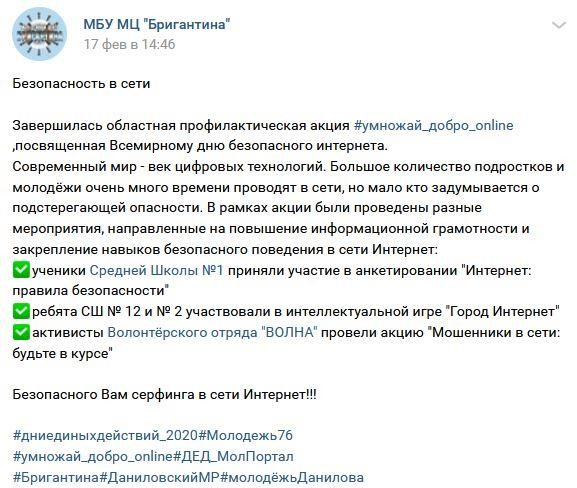 МБУ МЦ "Бригантина"
17 фев в 14:46
Безопасность в сети
Завершилась областная профилактическая акция #умножай_добро_online
,посвященная Всемирному дню безопасного интернета.
Современный мир - век цифровых технологий. Большое количество подростков и
молодёжи очень много времени проводят в сети, но мало кто задумывается о
подстерегающей опасности. В рамках акции были проведены разные
мероприятия, направленные на повышение информационной грамотности и
закрепление навыков безопасного поведения в сети Интернет:
✅ученики Средней Школы №1 приняли участие в анкетировании "Интернет:
правила безопасности"
✅ребята СШ № 12 и № 2 участвовали в интеллектуальной игре "Город Интернет"
✅активисты Волонтёрского отряда "ВОЛНА" провели акцию "Мошенники в сети:
будьте в курсе"
Безопасного Вам серфинга в сети Интернет!!!
#дниединыхдействий_2020#Молодежь76
#умножай_добро_online#ДЕД_МолПортал
#Бригантина#ДаниловскийМР#молодёжьДанилова